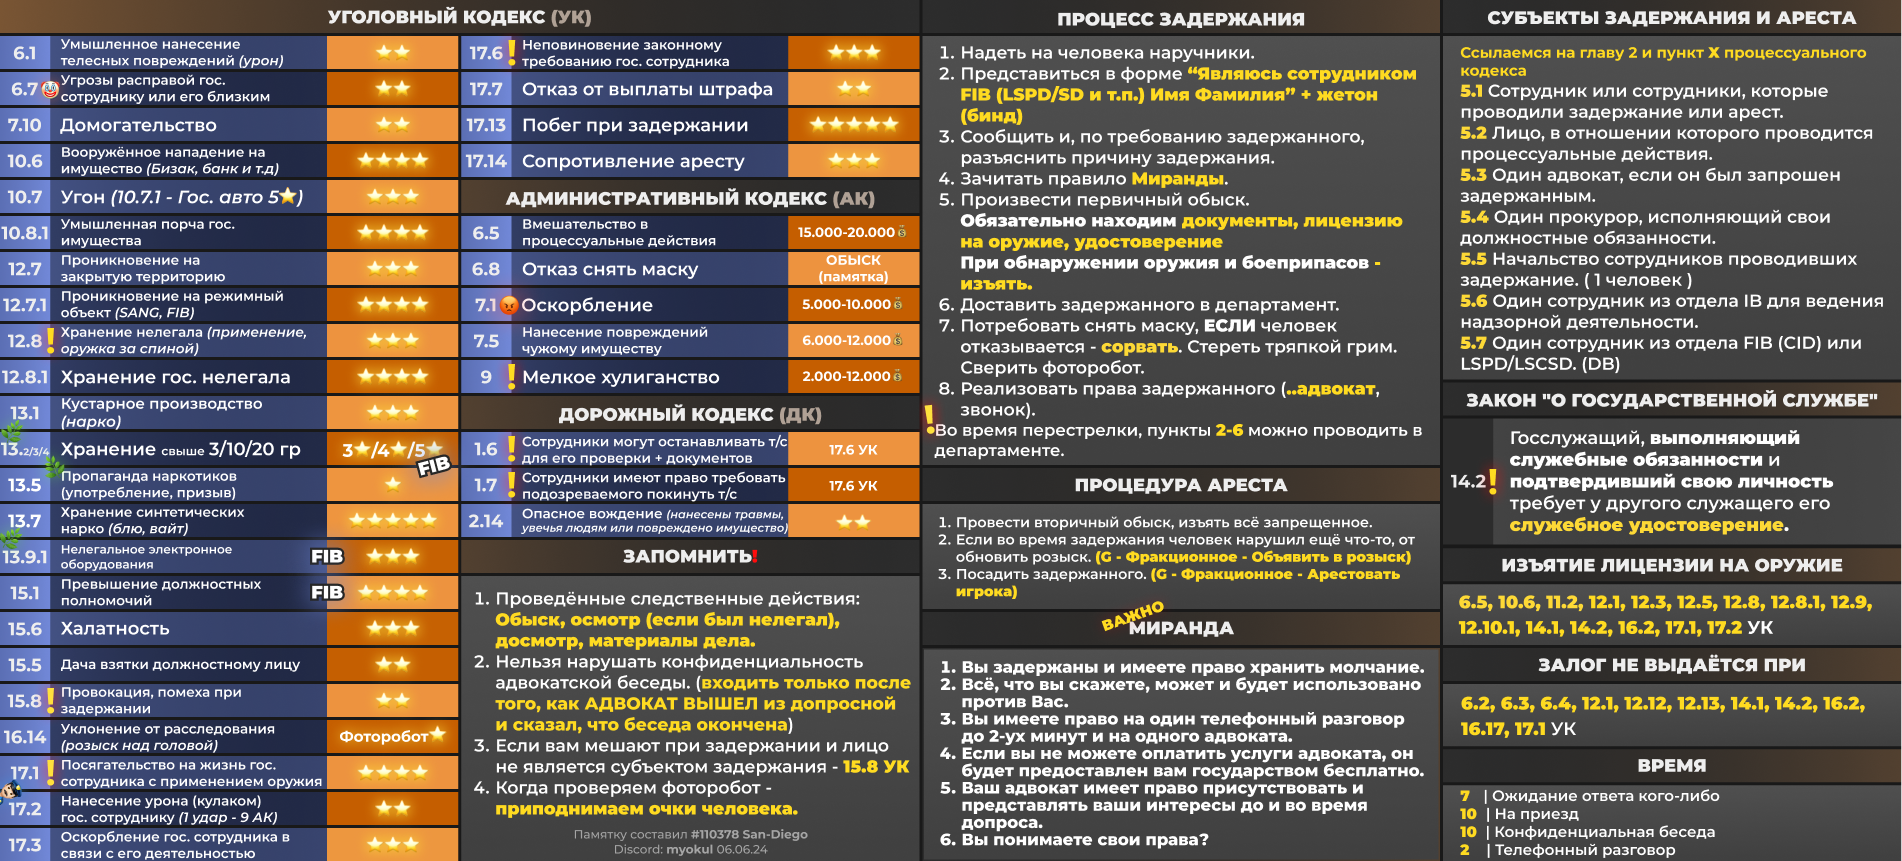 УГОЛОВНЫЙ КОДЕКС (УК)
6.1
Умышленное нанесение
телесных повреждений (урон)
6.7
Угрозы расправой гос.
сотруднику или его близким
7.10
Домогательство
10.6
Вооружённое нападение на
имущество (Бизак, банк и т.д)
10.7
Угон (10.7.1 - Гос. авто 5⭐)
10.8.1
Умышленная порча гос.
имущества
12.7
Проникновение на
закрытую территорию
12.7.1
Проникновение на режимный
объект (SANG, FIB)
12.8
Хранение нелегала (применение,
оружка за спиной)
12.8.1
Хранение гос. нелегала
13.1
Кустарное производство
(нарко)
13.2/3/4
Хранение свыше 3/10/20 гр
3⭐/4⭐/5⭐
FIB
13.5
Пропаганда наркотиков
(употребление, призыв)
13.7
Хранение синтетических
нарко (блю, вайт)
13.9.1
Нелегальное электронное
оборудования
FIB
15.1
Превышение должностных
полномочий
FIB
15.6
Халатность
15.5
Дача взятки должностному лицу
15.8
Провокация, помеха при
задержании
16.14
Уклонение от расследования
(розыск над головой)
Фоторобот⭐
17.1
Посягательство на жизнь гос.
сотрудника с применением оружия
17.2
Нанесение урона (кулаком)
гос. сотруднику (1 удар - 9 АК)
17.3
Оскорбление гос. сотрудника в
связи с его деятельностью
17.6
Неповиновение законному
требованию гос. сотрудника
17.7
Отказ от выплаты штрафа
17.13
Побег при задержании
17.14
Сопротивление аресту
АДМИНИСТРАТИВНЫЙ КОДЕКС (АК)
6.5
Вмешательство в
процессуальные действия
15.000-20.000
6.8
Отказ снять маску
ОБЫСК
(памятка)
7.1
Оскорбление
5.000-10.000
7.5
Нанесение повреждений
чужому имуществу
6.000-12.000
9
Мелкое хулиганство
2.000-12.000
ДОРОЖНЫЙ КОДЕКС (ДК)
1.6
Сотрудники могут останавливать т/с
для его проверки + документов
17.6 УК
1.7
Сотрудники имеют право требовать
подозреваемого покинуть т/с
17.6 УК
2.14
Опасное вождение (нанесены травмы,
увечья людям или повреждено имущество)
ЗАПОМНИТЬ!
1. Проведённые следственные действия:
Обыск, осмотр (если был нелегал),
досмотр, материалы дела.
2. Нельзя нарушать конфиденциальность
адвокатской беседы. (входить только после
того, как АДВОКАТ ВЫШЕЛ из допросной
и сказал, что беседа окончена)
3. Если вам мешают при задержании и лицо
не является субъектом задержания - 15.8 УК
4. Когда проверяем фоторобот -
приподнимаем очки человека.
Памятку составил #110378 San-Diego
Discord: myokul 06.06.24
ПРОЦЕСС ЗАДЕРЖАНИЯ
1. Надеть на человека наручники.
2. Представиться в форме “Являюсь сотрудником
FIB (LSPD/SD и т.п.) Имя Фамилия” + жетон
(бинд)
3. Сообщить и, по требованию задержанного,
разъяснить причину задержания.
4. Зачитать правило Миранды.
5. Произвести первичный обыск.
Обязательно находим документы, лицензию
на оружие, удостоверение
При обнаружении оружия и боеприпасов -
изъять.
6. Доставить задержанного в департамент.
7. Потребовать снять маску, ЕСЛИ человек
отказывается - сорвать. Стереть тряпкой грим.
Сверить фоторобот.
8. Реализовать права задержанного (..адвокат,
звонок).
Во время перестрелки, пункты 2-6 можно проводить в
департаменте.
ПРОЦЕДУРА АРЕСТА
1. Провести вторичный обыск, изъять всё запрещенное.
2. Если во время задержания человек нарушил ещё что-то, от
обновить розыск. (G - Фракционное - Объявить в розыск)
3. Посадить задержанного. (G - Фракционное - Арестовать
игрока)
ВАЖНО
МИРАНДА
1. Вы задержаны и имеете право хранить молчание.
2. Всё, что вы скажете, может и будет использовано
против Вас.
3. Вы имеете право на один телефонный разговор
до 2-ух минут и на одного адвоката.
4. Если вы не можете оплатить услуги адвоката, он
будет предоставлен вам государством бесплатно.
5. Ваш адвокат имеет право присутствовать и
представлять ваши интересы до и во время
допроса.
6. Вы понимаете свои права?
СУБЪЕКТЫ ЗАДЕРЖАНИЯ И АРЕСТА
Ссылаемся на главу 2 и пункт X процессуального
кодекса
5.1 Сотрудник или сотрудники, которые
проводили задержание или арест.
5.2 Лицо, в отношении которого проводится
процессуальные действия.
5.3 Один адвокат, если он был запрошен
задержанным.
5.4 Один прокурор, исполняющий свои
должностные обязанности.
5.5 Начальство сотрудников проводивших
задержание. ( 1 человек )
5.6 Один сотрудник из отдела IB для ведения
надзорной деятельности.
5.7 Один сотрудник из отдела FIB (CID) или
LSPD/LSCSD. (DB)
ЗАКОН "О ГОСУДАРСТВЕННОЙ СЛУЖБЕ"
14.2
Госслужащий, выполняющий
служебные обязанности и
подтвердивший свою личность
требует у другого служащего его
служебное удостоверение.
ИЗЪЯТИЕ ЛИЦЕНЗИИ НА ОРУЖИЕ
6.5, 10.6, 11.2, 12.1, 12.3, 12.5, 12.8, 12.8.1, 12.9,
12.10.1, 14.1, 14.2, 16.2, 17.1, 17.2 УК
ЗАЛОГ НЕ ВЫДАЁТСЯ ПРИ
6.2, 6.3, 6.4, 12.1, 12.12, 12.13, 14.1, 14.2, 16.2,
16.17, 17.1 УК
ВРЕМЯ
7 | Ожидание ответа кого-либо
10 | На приезд
10 | Конфиденциальная беседа
2 | Телефонный разговор